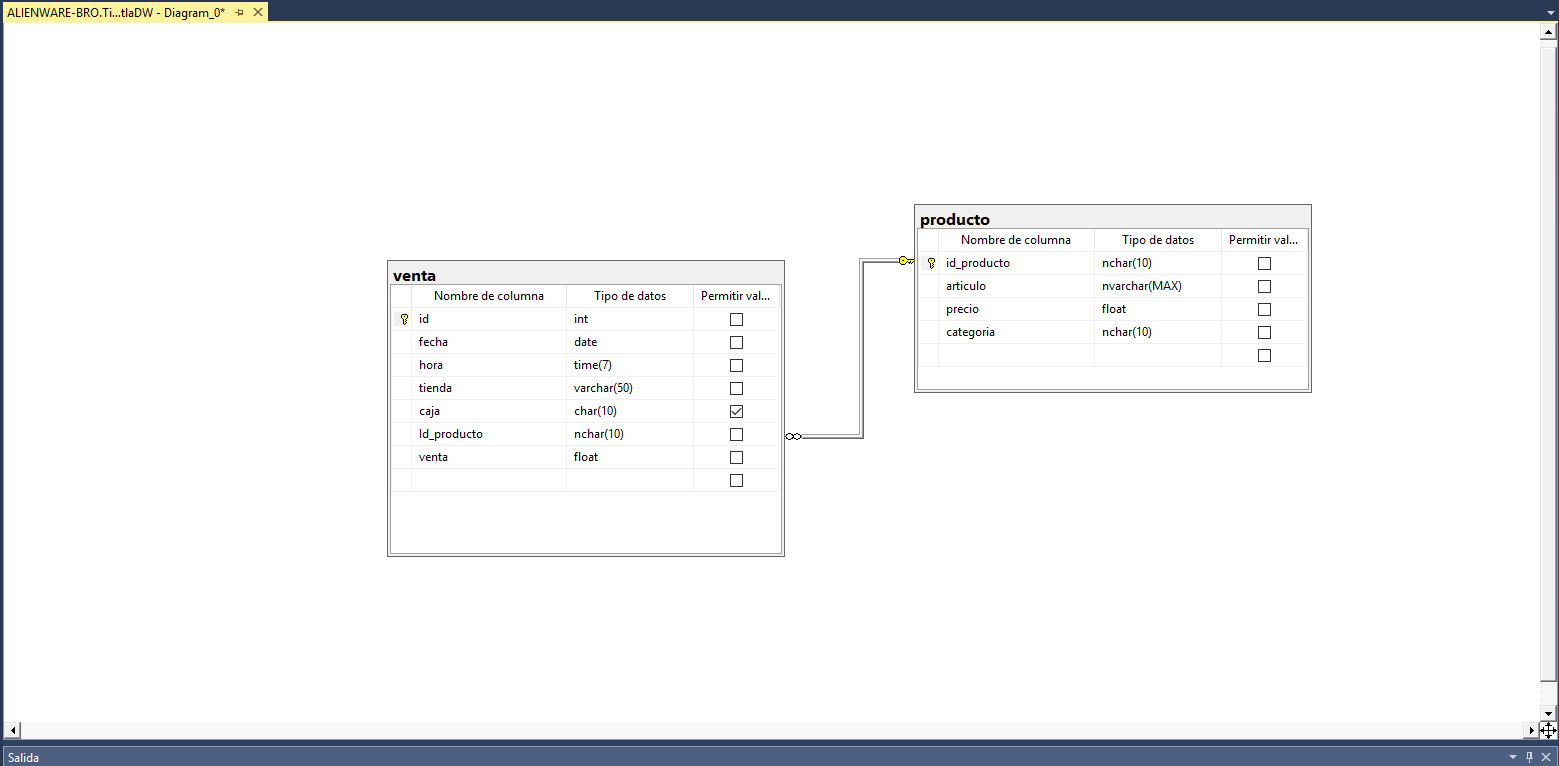 ALIENWARE-BRO.Ti...tlaDW - Diagram_0*
producto
Nombre de columna Tipo de datos Permitir val...
id_producto nchar(10)
articulo nvarchar(MAX)
precio float
categoria nchar(10)
venta
Nombre de columna Tipo de datos Permitir val...
id int
fecha date
hora time(7)
tienda varchar(50)
caja char(10)
Id_producto nchar(10)
venta float
Salida